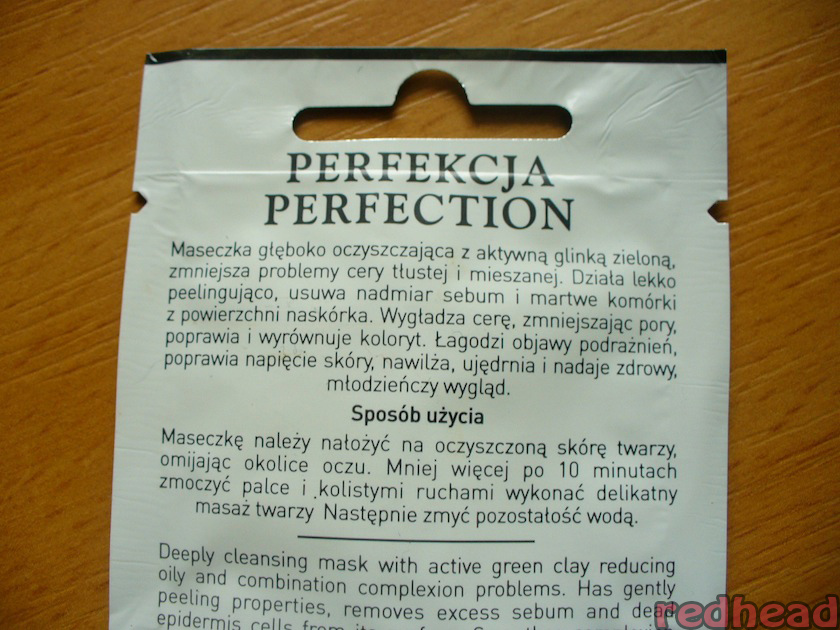 PERFEKCJA
PERFECTION
Maseczka głęboko oczyszczająca z aktywną glinką zieloną,
zmniejsza problemy cery tłustej i mieszanej. Działa lekko
peelingująco, usuwa nadmiar sebum i martwe komórki
z powierzchni naskórka. Wygładza cerę, zmniejszając pory,
poprawia i wyrównuje koloryt. Łagodzi objawy podrażnień,
poprawia napięcie skóry, nawilża, ujędrnia i nadaje zdrowy,
młodzieńczy wygląd.
Sposób użycia
Maseczkę należy nałożyć na oczyszczoną skórę twarzy,
omijając okolice oczu. Mniej więcej po 10 minutach
zmoczyć palce i kolistymi ruchami wykonać delikatny
masaż twarzy Następnie zmyć pozostałość wodą.
Deeply cleansing mask with active green clay reducing
oily and combination complexion problems. Has gently
peeling properties, removes excess sebum and dead
epidermis cells from
redhead